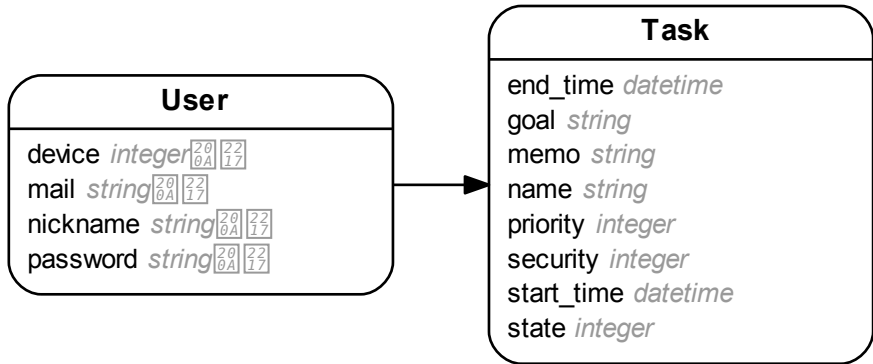 User
device integer ∗
mail string ∗
nickname string ∗
password string ∗
Task
end_time datetime
goal string
memo string
name string
priority integer
security integer
start_time datetime
state integer